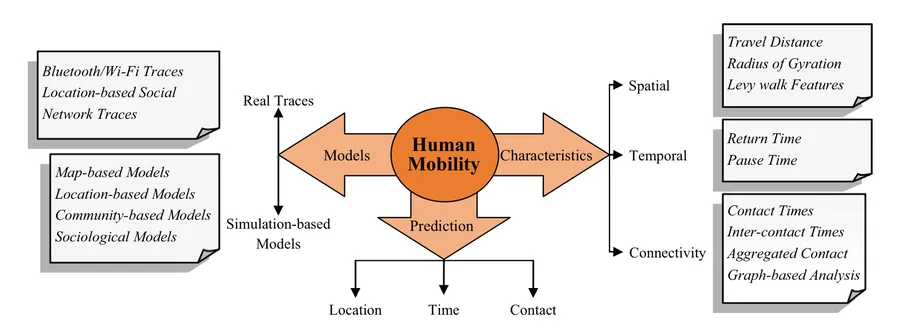 Bluetooth/Wi-Fi Traces
Location-based Social
Network Traces
Map-based Models
Location-based Models
Community-based Models
Sociological Models
Real Traces
Simulation-based
Models
Models
Human
Mobility
Characteristics
Prediction
Location
Time
Contact
Spatial
Temporal
Connectivity
Travel Distance
Radius of Gyration
Levy walk Features
Return Time
Pause Time
Contact Times
Inter-contact Times
Aggregated Contact
Graph-based Analysis